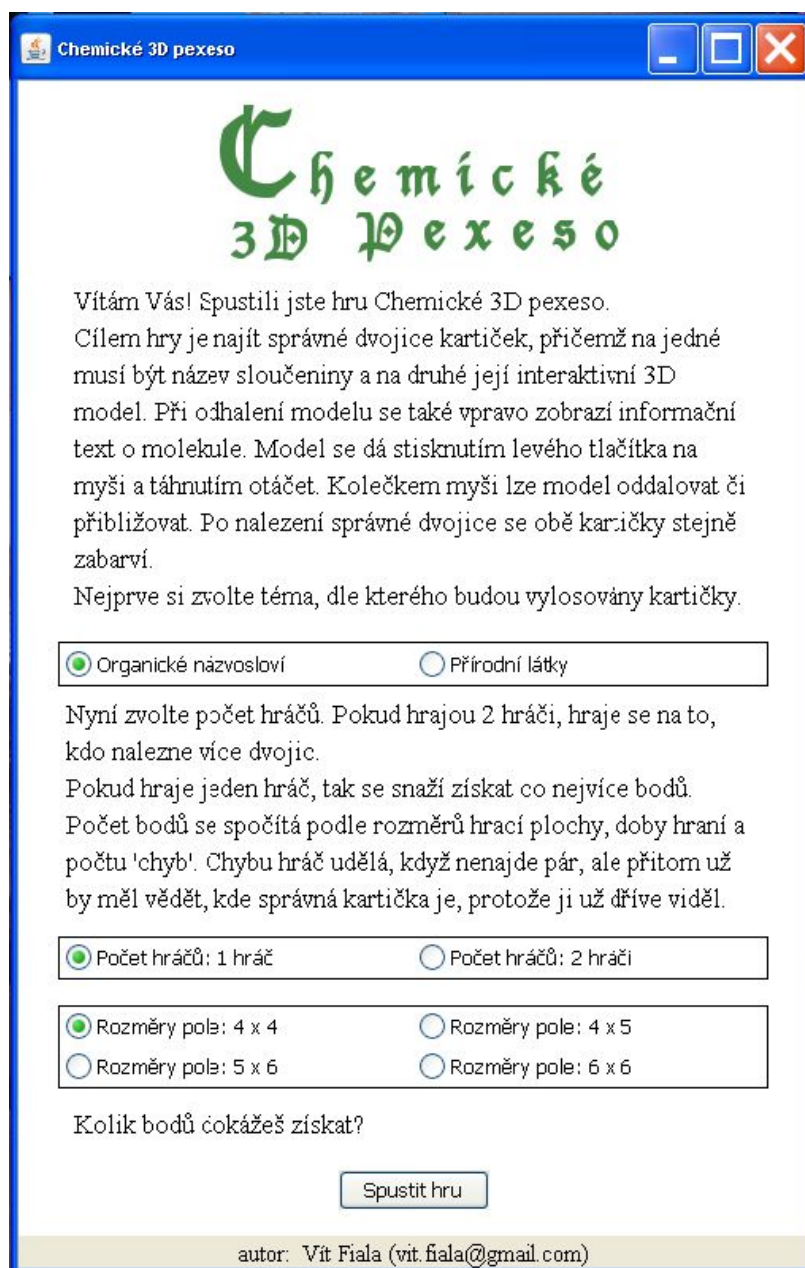 Chemické 3D pexeso
Chemické
3D Pexeso
Vítám Vás! Spustili jste hru Chemické 3D pexeso.
Cílem hry je najít správné dvojice kartiček, přičemž na jedné
musí být název sloučeniny a na druhé její interaktivní 3D
model. Při odhalení modelu se také vpravo zobrazí informační
text o molekule. Model se dá stisknutím levého tlačítka na
myši a táhnutím otáčet. Kolečkem myši lze model oddalovat či
přibližovat. Po nalezení správné dvojice se obě kartičky stejně
zabarví.
Nejprve si zvolte téma, dle kterého budou vylosovány kartičky.
Organické názvosloví
Přírodní látky
Nyní zvolte počet hráčů. Pokud hrajou 2 hráči, hraje se na to,
kdo nalezne více dvojic.
Pokud hraje jeden hráč, tak se snaží získat co nejvíce bodů.
Počet bodů se spočítá podle rozměrů hrací plochy, doby hraní a
počtu 'chyb'. Chybu hráč udělá, když nenajde pár, ale přitom už
by měl vědět, kde správná kartička je, protože ji už dříve viděl.
Počet hráčů: 1 hráč
Počet hráčů: 2 hráči
Rozměry pole: 4 x 4
Rozměry pole: 4 x 5
Rozměry pole: 5 x 6
Rozměry pole: 6 x 6
Kolik bodů dokážeš získat?
Spustit hru
autor: Vít Fiala (vit.fiala@gmail.com)